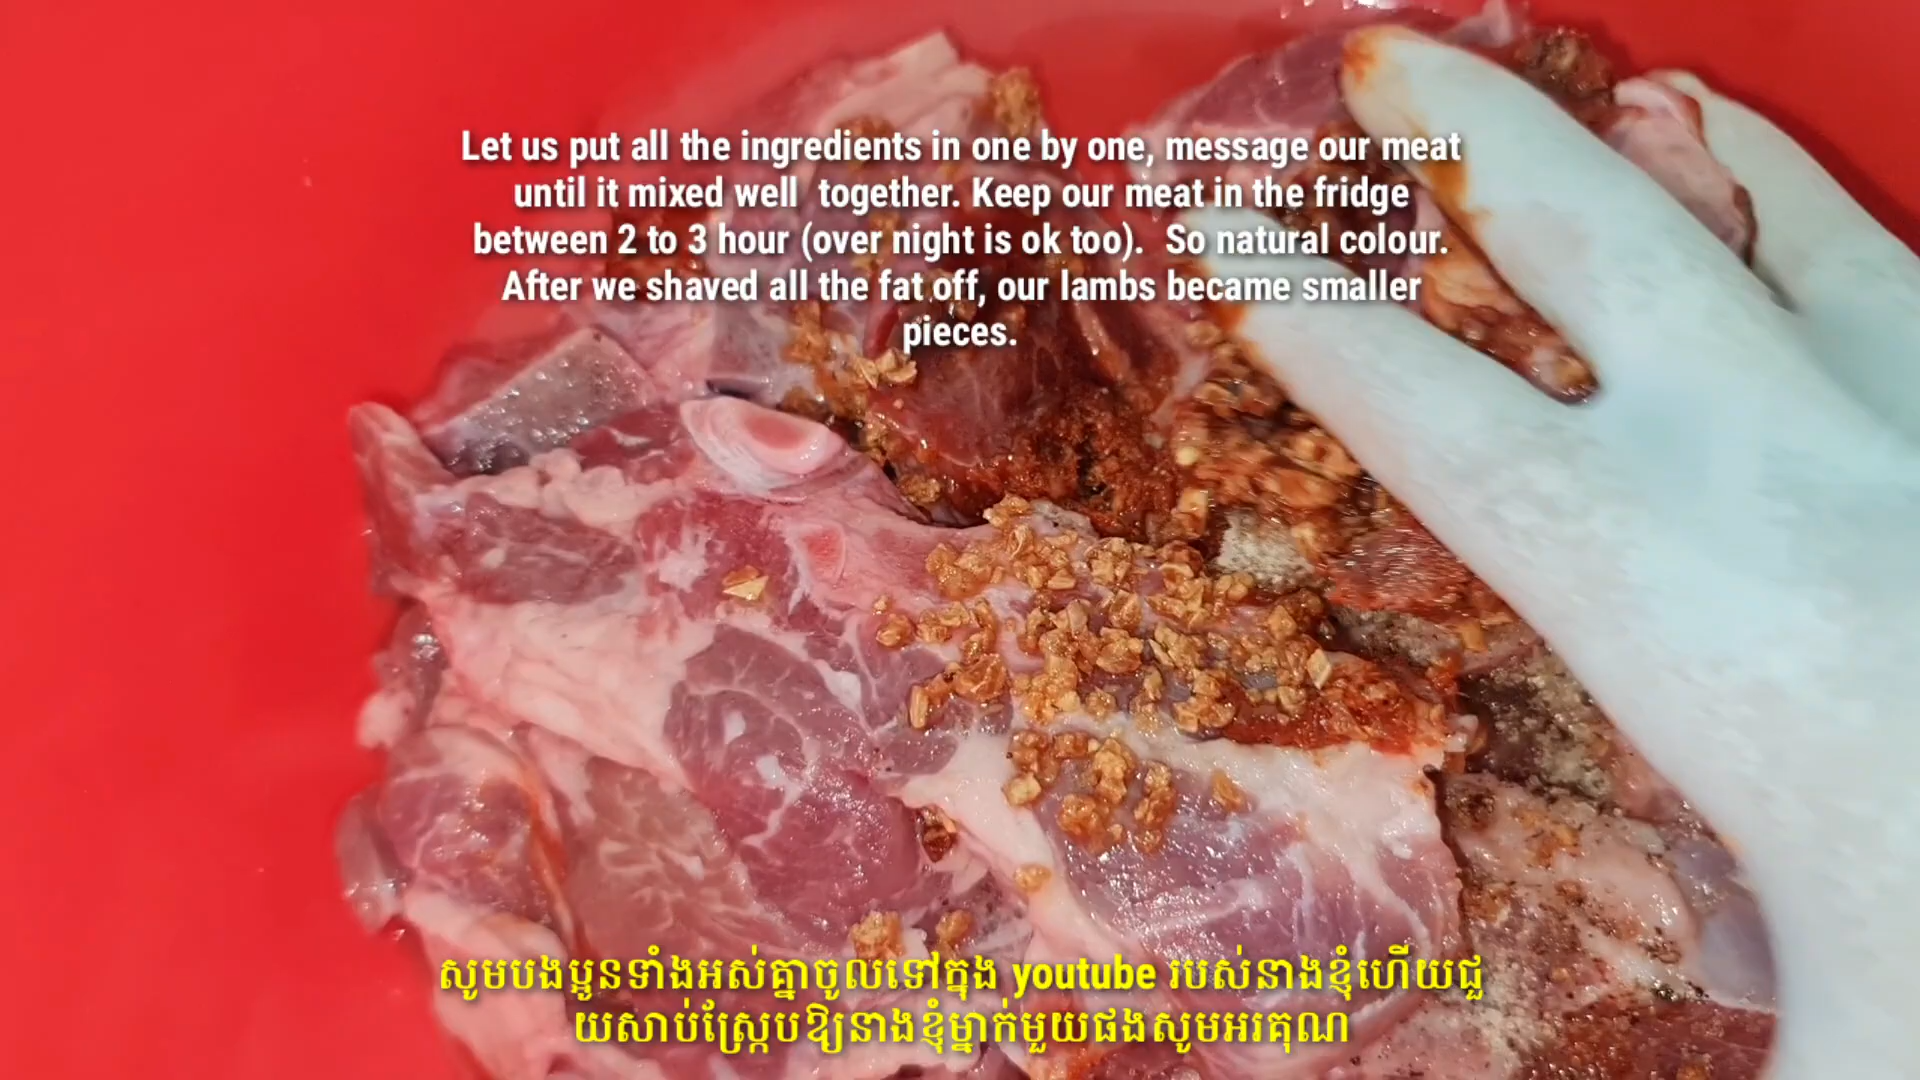 Let us put all the ingredients in one by one, message our meat
until it mixed well  together. Keep our meat in the fridge
between 2 to 3 hour (over night is ok too).  So natural colour.
After we shaved all the fat off, our lambs became smaller
pieces.
សូមបងប្អូនទាំងអស់គ្នាចូលទៅក្នុង youtube របស់នាងខ្ញុំហើយជួ
យសាប់ស្រ្កែបឱ្យនាងខ្ញុំម្នាក់មួយផងសូមអរគុណ